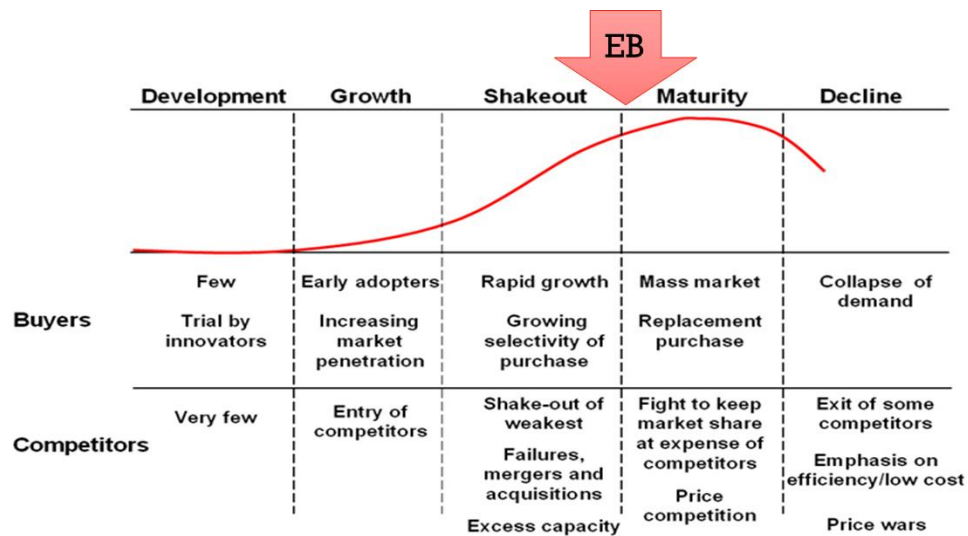 EB
Development Growth Shakeout Maturity Decline
Buyers
Few
Trial by
innovators
Early adopters
Increasing
market
penetration
Rapid growth
Growing
selectivity of
purchase
Mass market
Replacement
purchase
Collapse of
demand
Competitors
Very few
Entry of
competitors
Shake-out of
weakest
Failures,
mergers and
acquisitions
Excess capacity
Fight to keep
market share
at expense of
competitors
Price
competition
Exit of some
competitors
Emphasis on
efficiency/low cost
Price wars